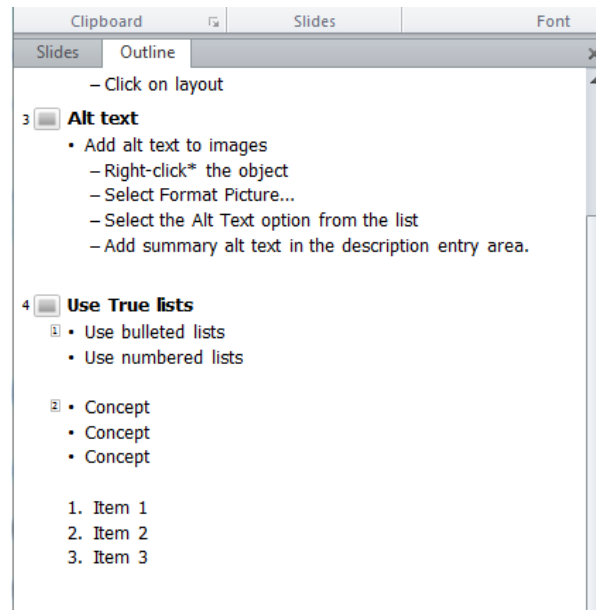 Clipboard Slides Font
Slides Outline
– Click on layout
3 Alt text
• Add alt text to images
– Right-click* the object
– Select Format Picture...
– Select the Alt Text option from the list
– Add summary alt text in the description entry area.
4 Use True lists
1 • Use bulleted lists
• Use numbered lists
2 • Concept
• Concept
• Concept
1. Item 1
2. Item 2
3. Item 3